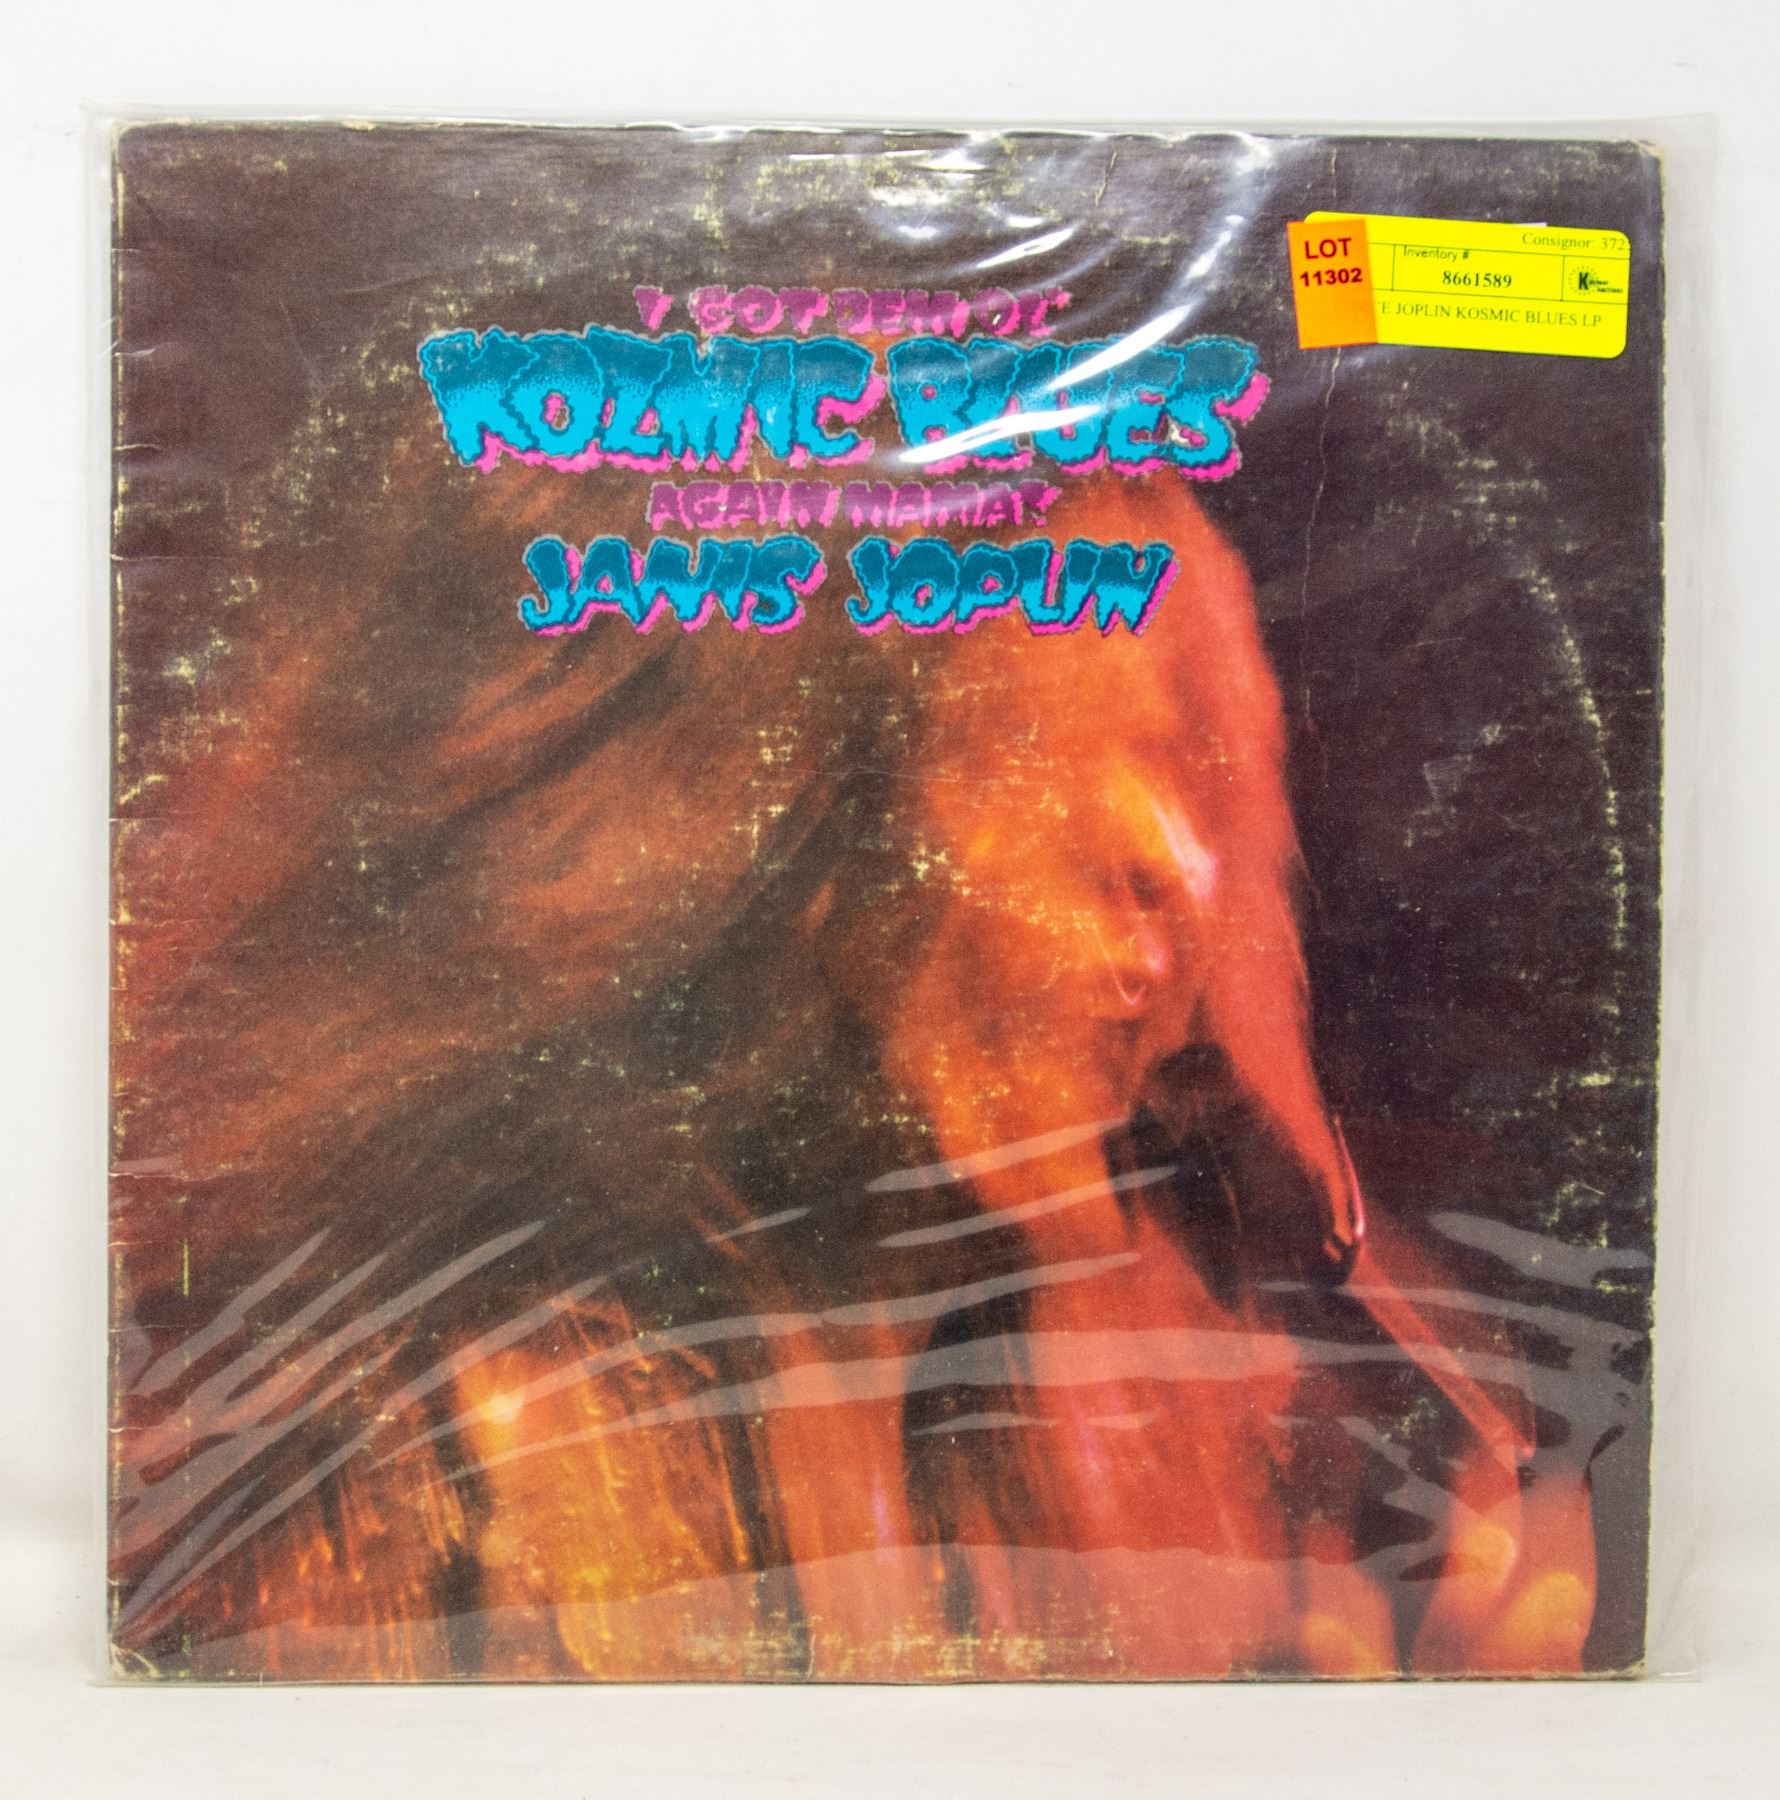 I GOT DEM OL'
KOZMIC BLUES
AGAIN MAMA!
JANIS JOPLIN
LOT
11302
Consignor: 372
Inventory #
8661589
JOPLIN KOSMIC BLUES LP